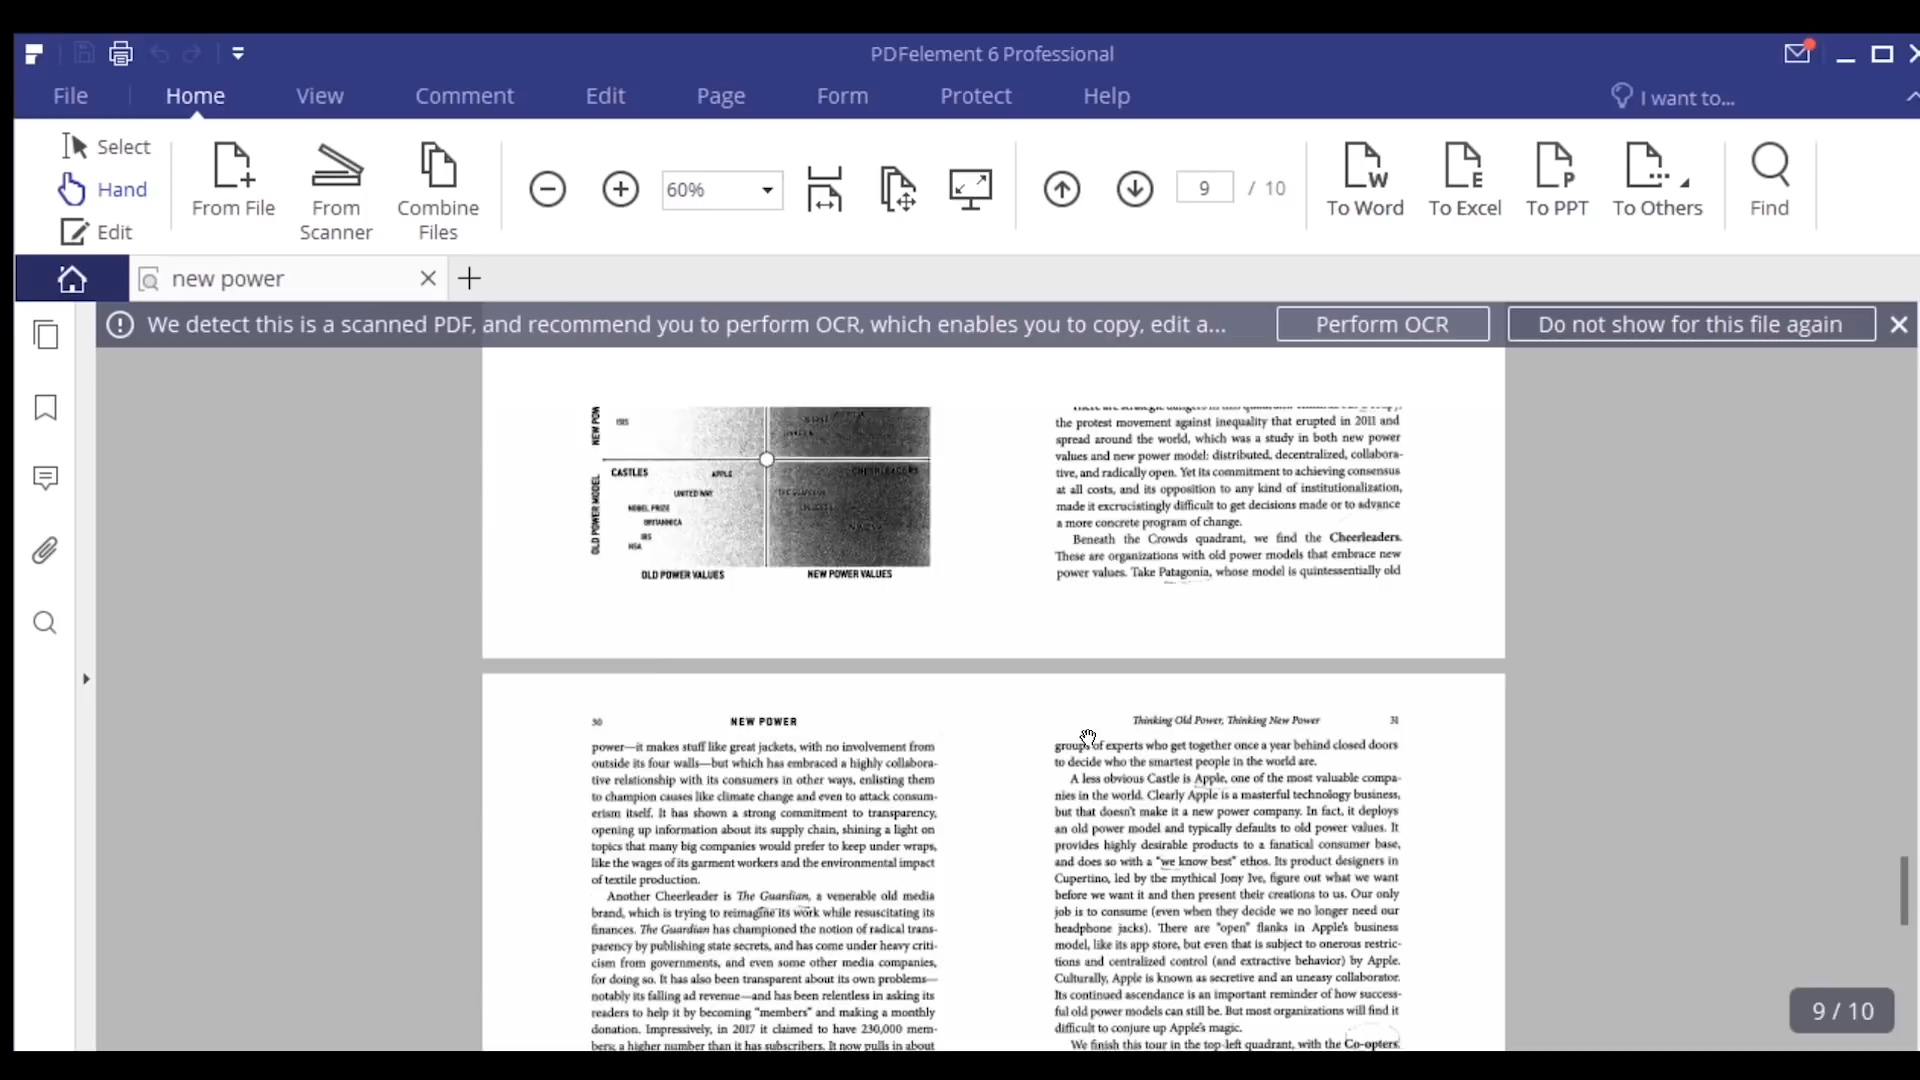 PDFelement 6 Professional
File Home View Comment Edit Page Form Protect Help I want to...
Select
Hand
Edit
From File
From Scanner
Combine Files
60%
9 / 10
To Word
To Excel
To PPT
To Others
Find
new power
We detect this is a scanned PDF, and recommend you to perform OCR, which enables you to copy, edit a...
Perform OCR
Do not show for this file again
NEW POW
ISIS
CASTLES
APPLE
UNITED WAY
NOBEL PRIZE
BRITANNICA
IRS
NSA
CHEERLEADERS
THE GUARDIAN
OLD POWER MODEL
OLD POWER VALUES
NEW POWER VALUES
the protest movement against inequality that erupted in 2011 and
spread around the world, which was a study in both new power
values and new power model: distributed, decentralized, collabora-
tive, and radically open. Yet its commitment to achieving consensus
at all costs, and its opposition to any kind of institutionalization,
made it excruciatingly difficult to get decisions made or to advance
a more concrete program of change.
Beneath the Crowds quadrant, we find the Cheerleaders.
These are organizations with old power models that embrace new
power values. Take Patagonia, whose model is quintessentially old
30
NEW POWER
power—it makes stuff like great jackets, with no involvement from
outside its four walls—but which has embraced a highly collabora-
tive relationship with its consumers in other ways, enlisting them
to champion causes like climate change and even to attack consum-
erism itself. It has shown a strong commitment to transparency,
opening up information about its supply chain, shining a light on
topics that many big companies would prefer to keep under wraps,
like the wages of its garment workers and the environmental impact
of textile production.
Another Cheerleader is The Guardian, a venerable old media
brand, which is trying to reimagine its work while resuscitating its
finances. The Guardian has championed the notion of radical trans-
parency by publishing state secrets, and has come under heavy criti-
cism from governments, and even some other media companies,
for doing so. It has also been transparent about its own problems—
notably its falling ad revenue—and has been relentless in asking its
readers to help it by becoming "members" and making a monthly
donation. Impressively, in 2017 it claimed to have 230,000 mem-
bers; a higher number than it has subscribers. It now pulls in about
Thinking Old Power, Thinking New Power
31
groups of experts who get together once a year behind closed doors
to decide who the smartest people in the world are.
A less obvious Castle is Apple, one of the most valuable compa-
nies in the world. Clearly Apple is a masterful technology business,
but that doesn't make it a new power company. In fact, it deploys
an old power model and typically defaults to old power values. It
provides highly desirable products to a fanatical consumer base,
and does so with a "we know best" ethos. Its product designers in
Cupertino, led by the mythical Jony Ive, figure out what we want
before we want it and then present their creations to us. Our only
job is to consume (even when they decide we no longer need our
headphone jacks). There are "open" flanks in Apple's business
model, like its app store, but even that is subject to onerous restric-
tions and centralized control (and extractive behavior) by Apple.
Culturally, Apple is known as secretive and an uneasy collaborator.
Its continued ascendance is an important reminder of how success-
ful old power models can still be. But most organizations will find it
difficult to conjure up Apple's magic.
We finish this tour in the top-left quadrant, with the Co-opters.
9 / 10